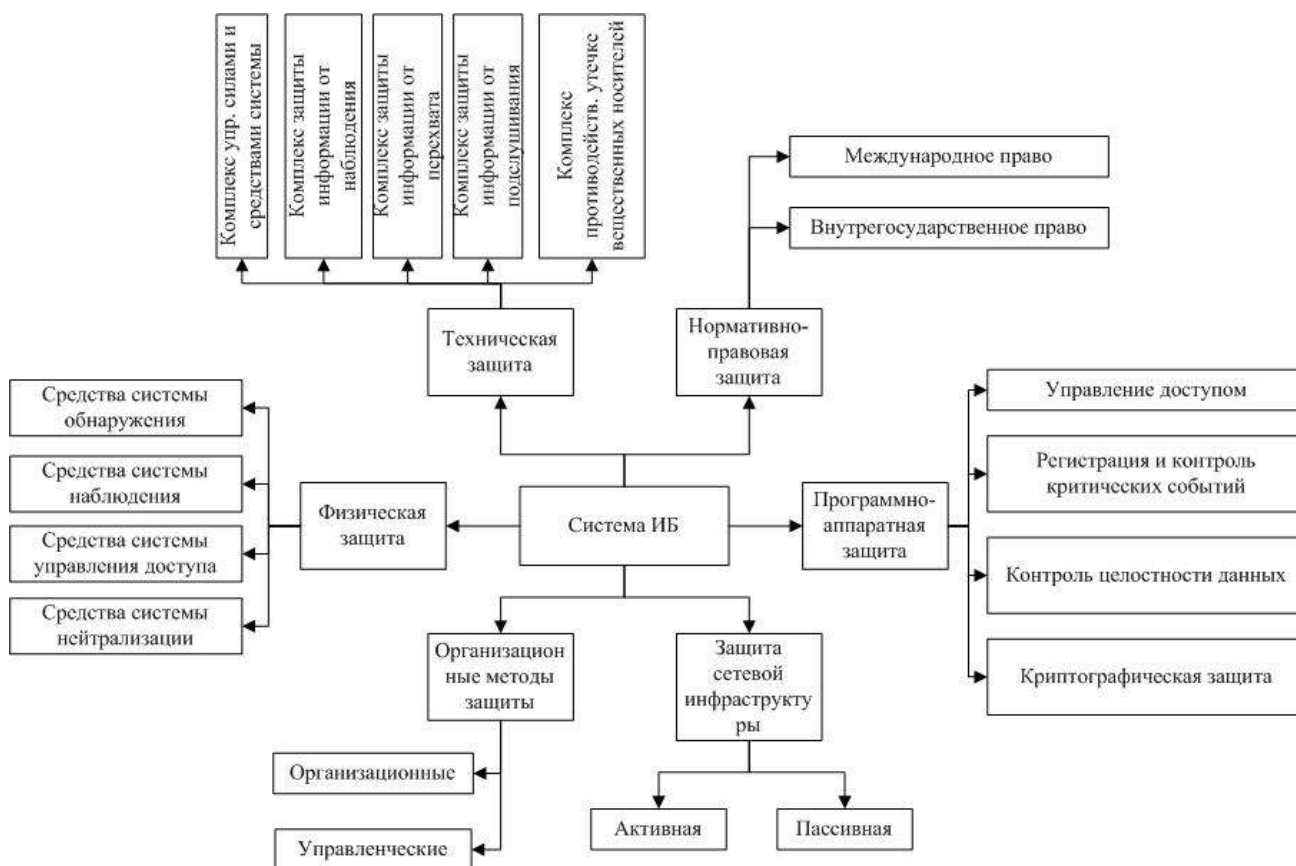 Комплекс упр. силами и
средствами системы
Комплекс защиты
информации от
наблюдения
Комплекс защиты
информации от
перехвата
Комплекс защиты
информации от
подслушивания
Комплекс
противодейств. утечке
вещественных носителей
Международное право
Внутрегосударственное право
Техническая
защита
Нормативно-
правовая
защита
Средства системы
обнаружения
Средства системы
наблюдения
Средства системы
управления доступа
Средства системы
нейтрализации
Физическая
защита
Система ИБ
Программно-
аппаратная
защита
Управление доступом
Регистрация и контроль
критических событий
Контроль целостности данных
Криптографическая защита
Организацион
ные методы
защиты
Защита
сетевой
инфраструкту
ры
Организационные
Управленческие
Активная
Пассивная